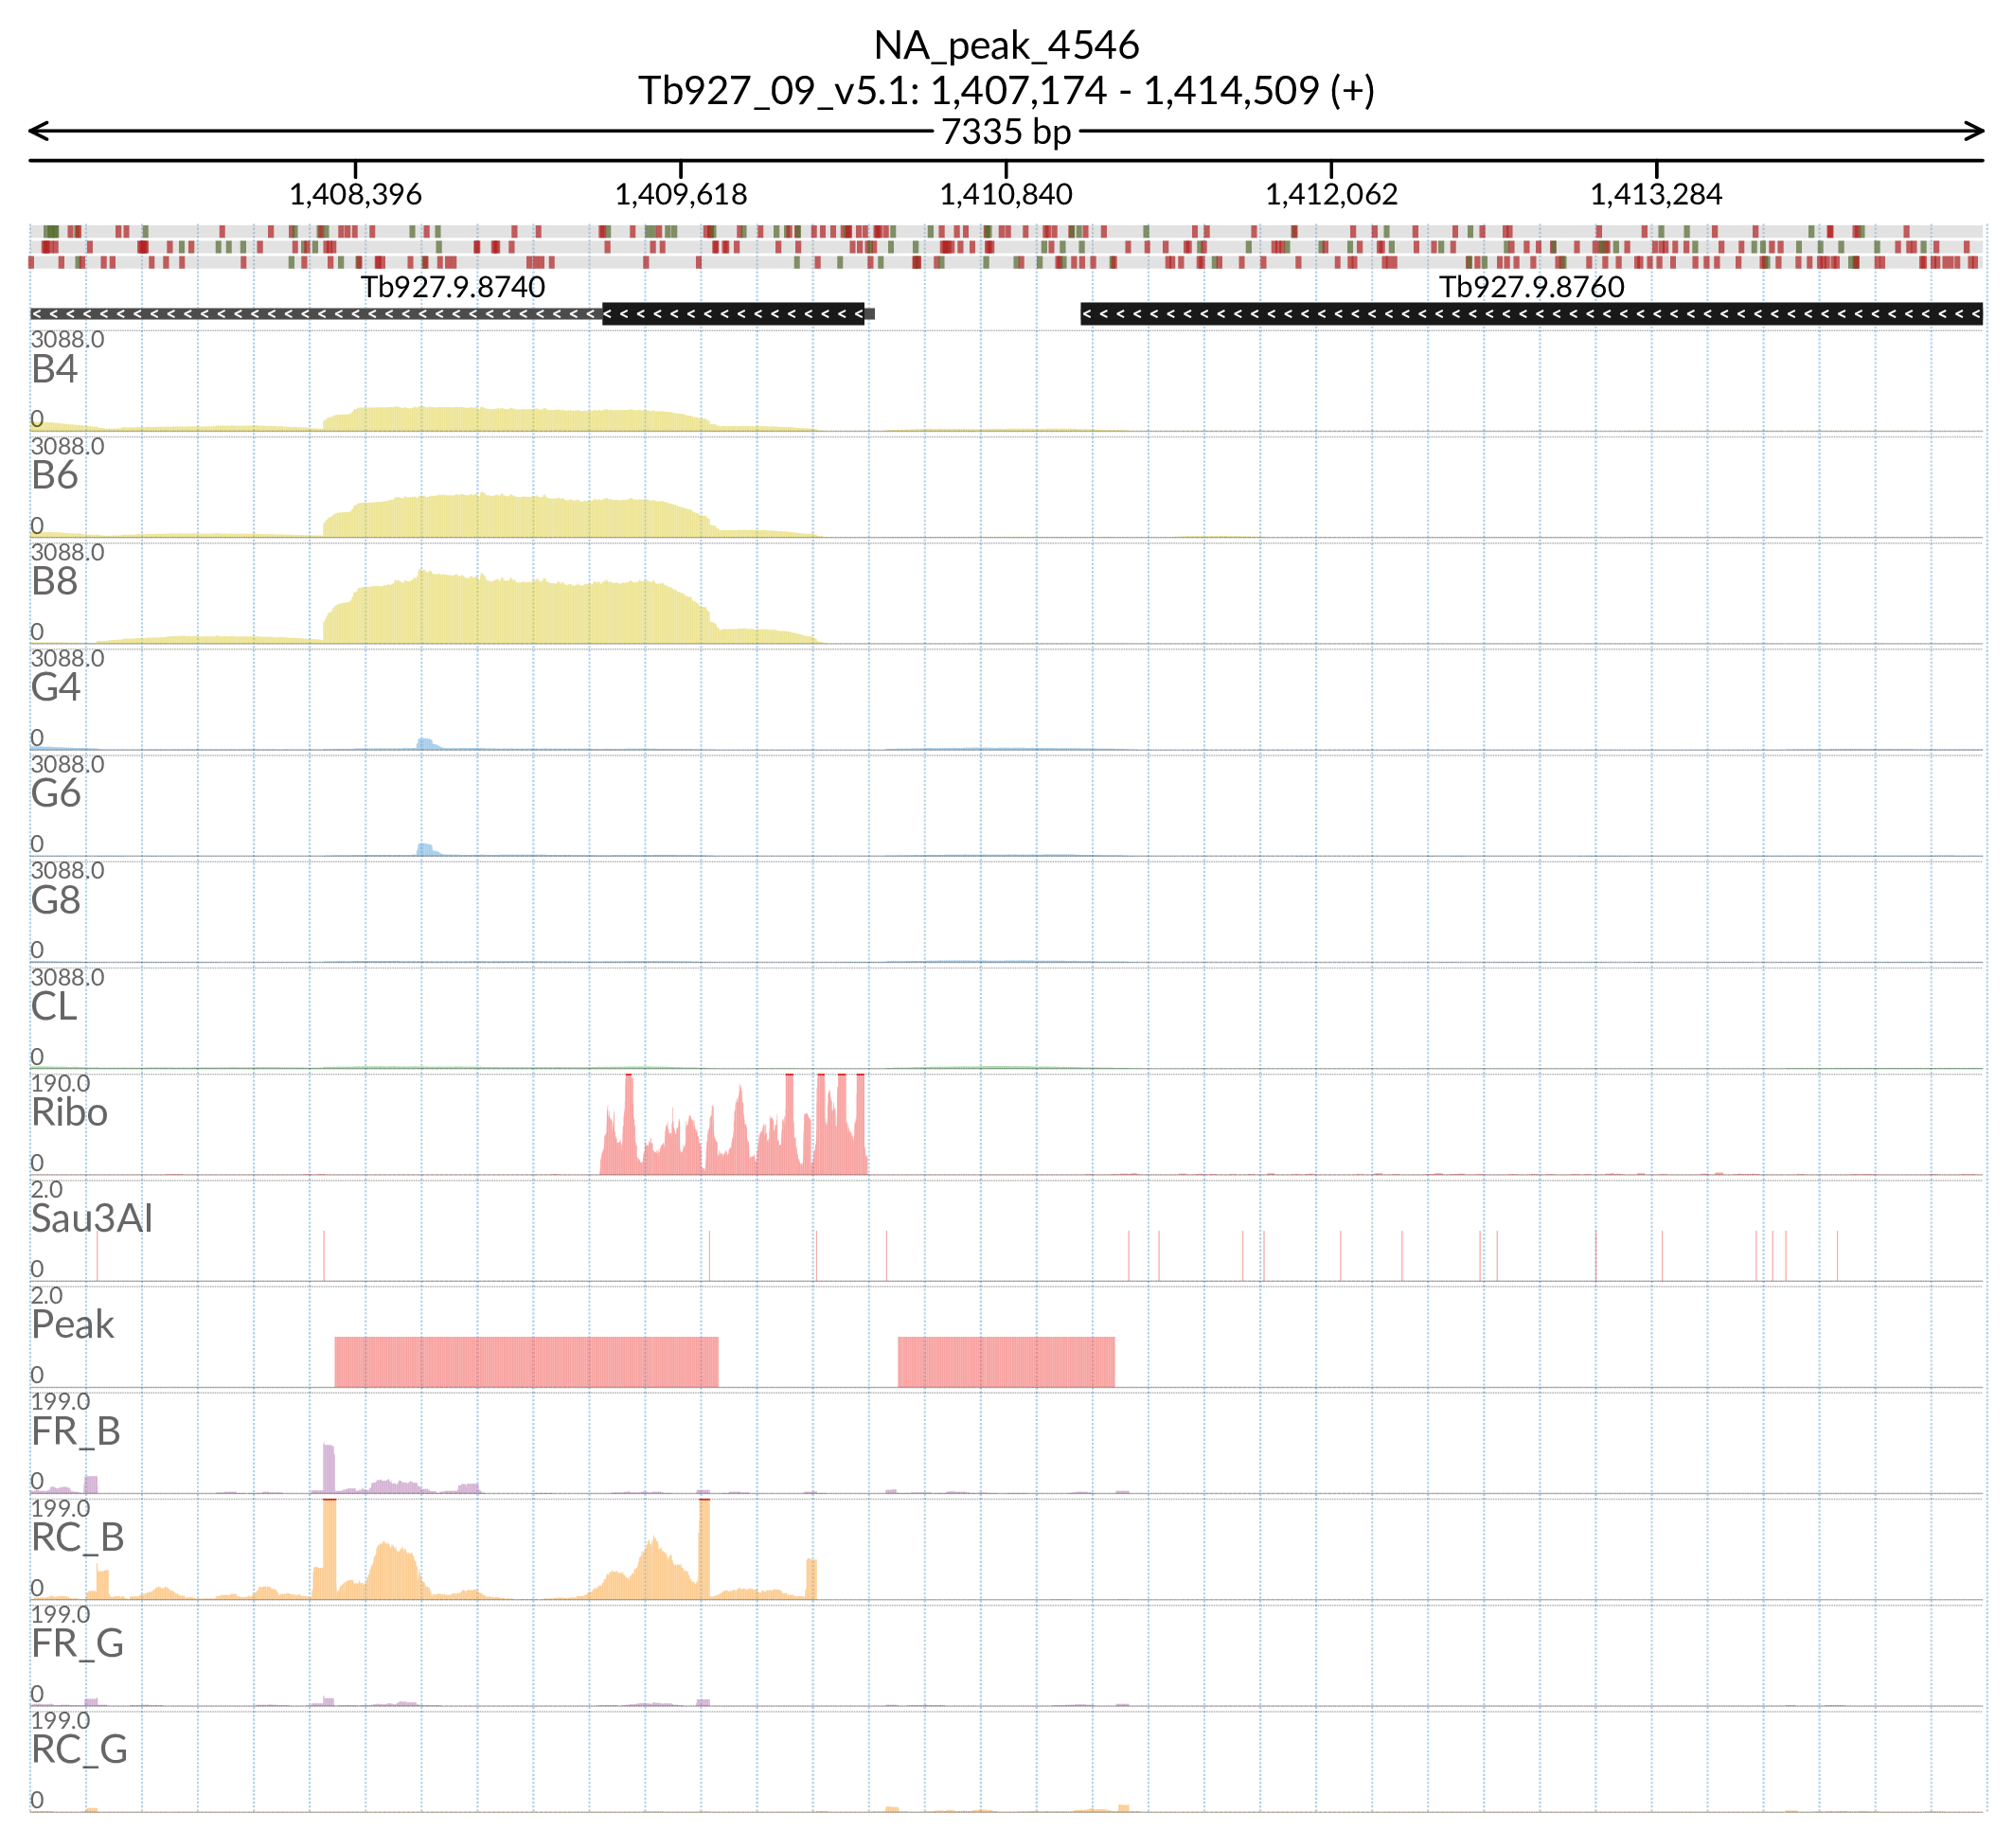 NA_peak_4546
Tb927_09_v5.1: 1,407,174 - 1,414,509 (+)
7335 bp
1,408,396 1,409,618 1,410,840 1,412,062 1,413,284
Tb927.9.8740 Tb927.9.8760
3088.0
B4
0
3088.0
B6
0
3088.0
B8
0
3088.0
G4
0
3088.0
G6
0
3088.0
G8
0
3088.0
CL
0
190.0
Ribo
0
2.0
Sau3AI
0
2.0
Peak
0
199.0
FR_B
0
199.0
RC_B
0
199.0
FR_G
0
199.0
RC_G
0